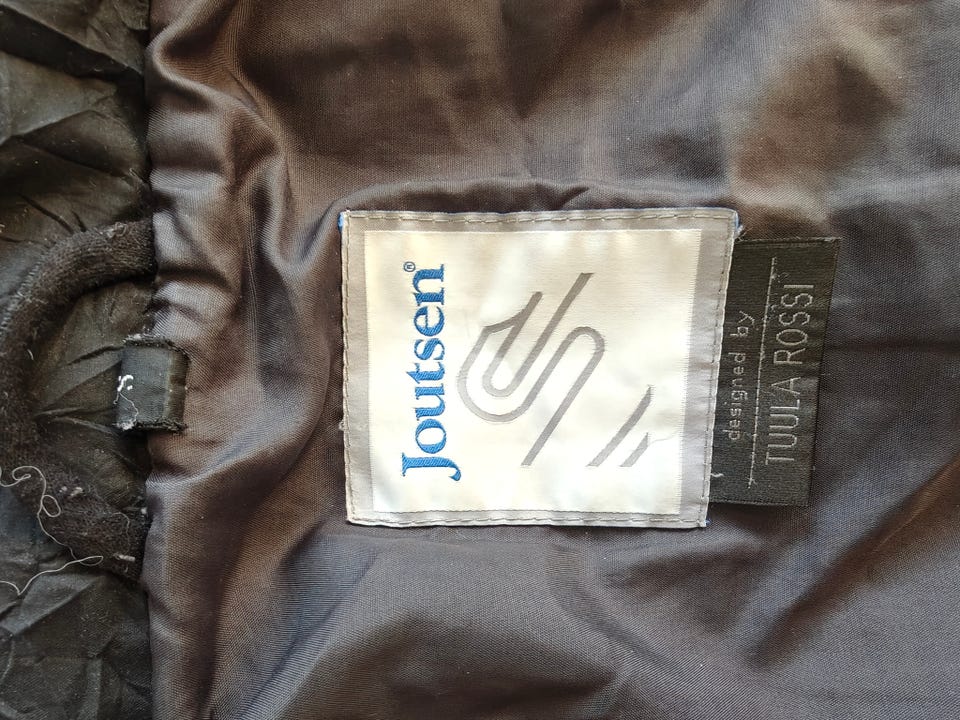 Joutsen®
designed by
TUULA ROSSI